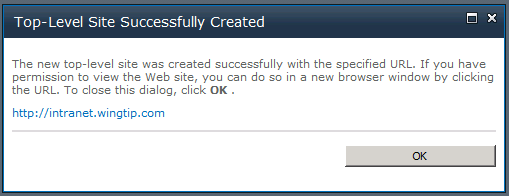 Top-Level Site Successfully Created
The new top-level site was created successfully with the specified URL. If you have
permission to view the Web site, you can do so in a new browser window by clicking
the URL. To close this dialog, click OK .
http://intranet.wingtip.com
OK